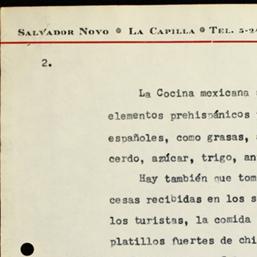 SALVADOR NOVO • LA CAPILLA • TEL. 5-2
2.
La Cocina mexicana
elementos prehispánicos
españoles, como grasas,
cerdo, azúcar, trigo, an
Hay también que tom
cesas recibidas en los s
los turistas, la comida
platillos fuertes de chi